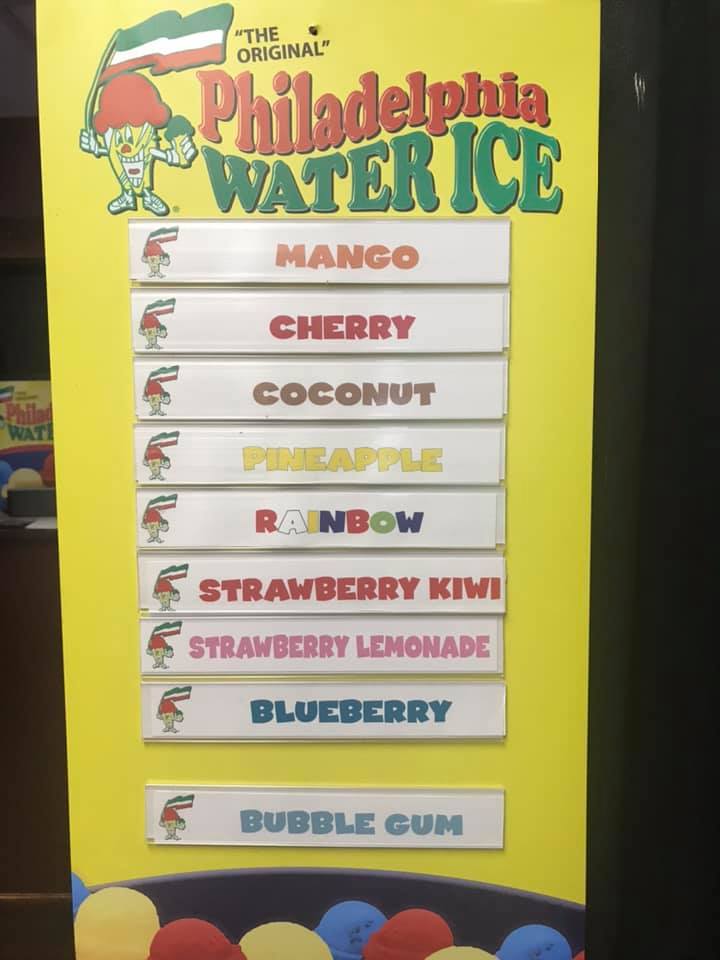 "THE
ORIGINAL"
Philadelphia
WATER ICE
MANGO
CHERRY
COCONUT
PINEAPPLE
RAINBOW
STRAWBERRY KIWI
STRAWBERRY LEMONADE
BLUEBERRY
BUBBLE GUM